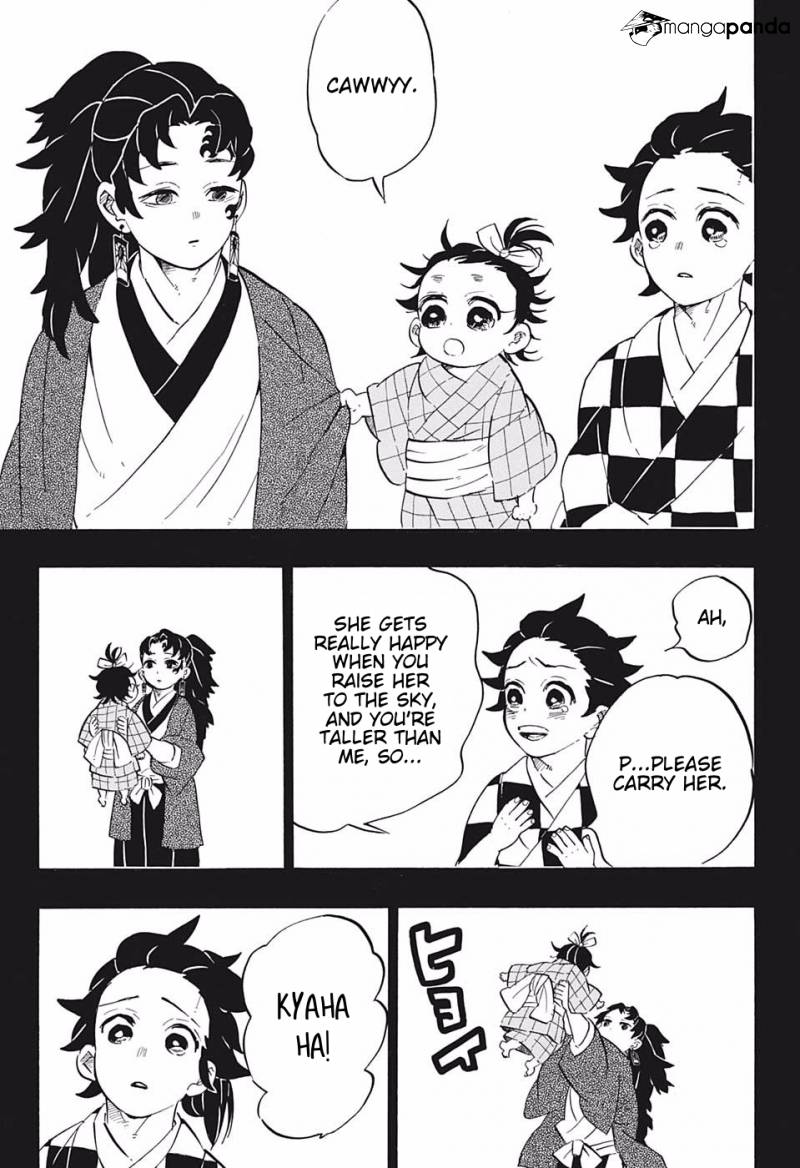 mangapanda
CAWWYY.
AH,
P...PLEASE
CARRY HER.
SHE GETS
REALLY HAPPY
WHEN YOU
RAISE HER
TO THE SKY,
AND YOU'RE
TALLER THAN
ME, SO...
ヒョイ
KYAHA
HA!